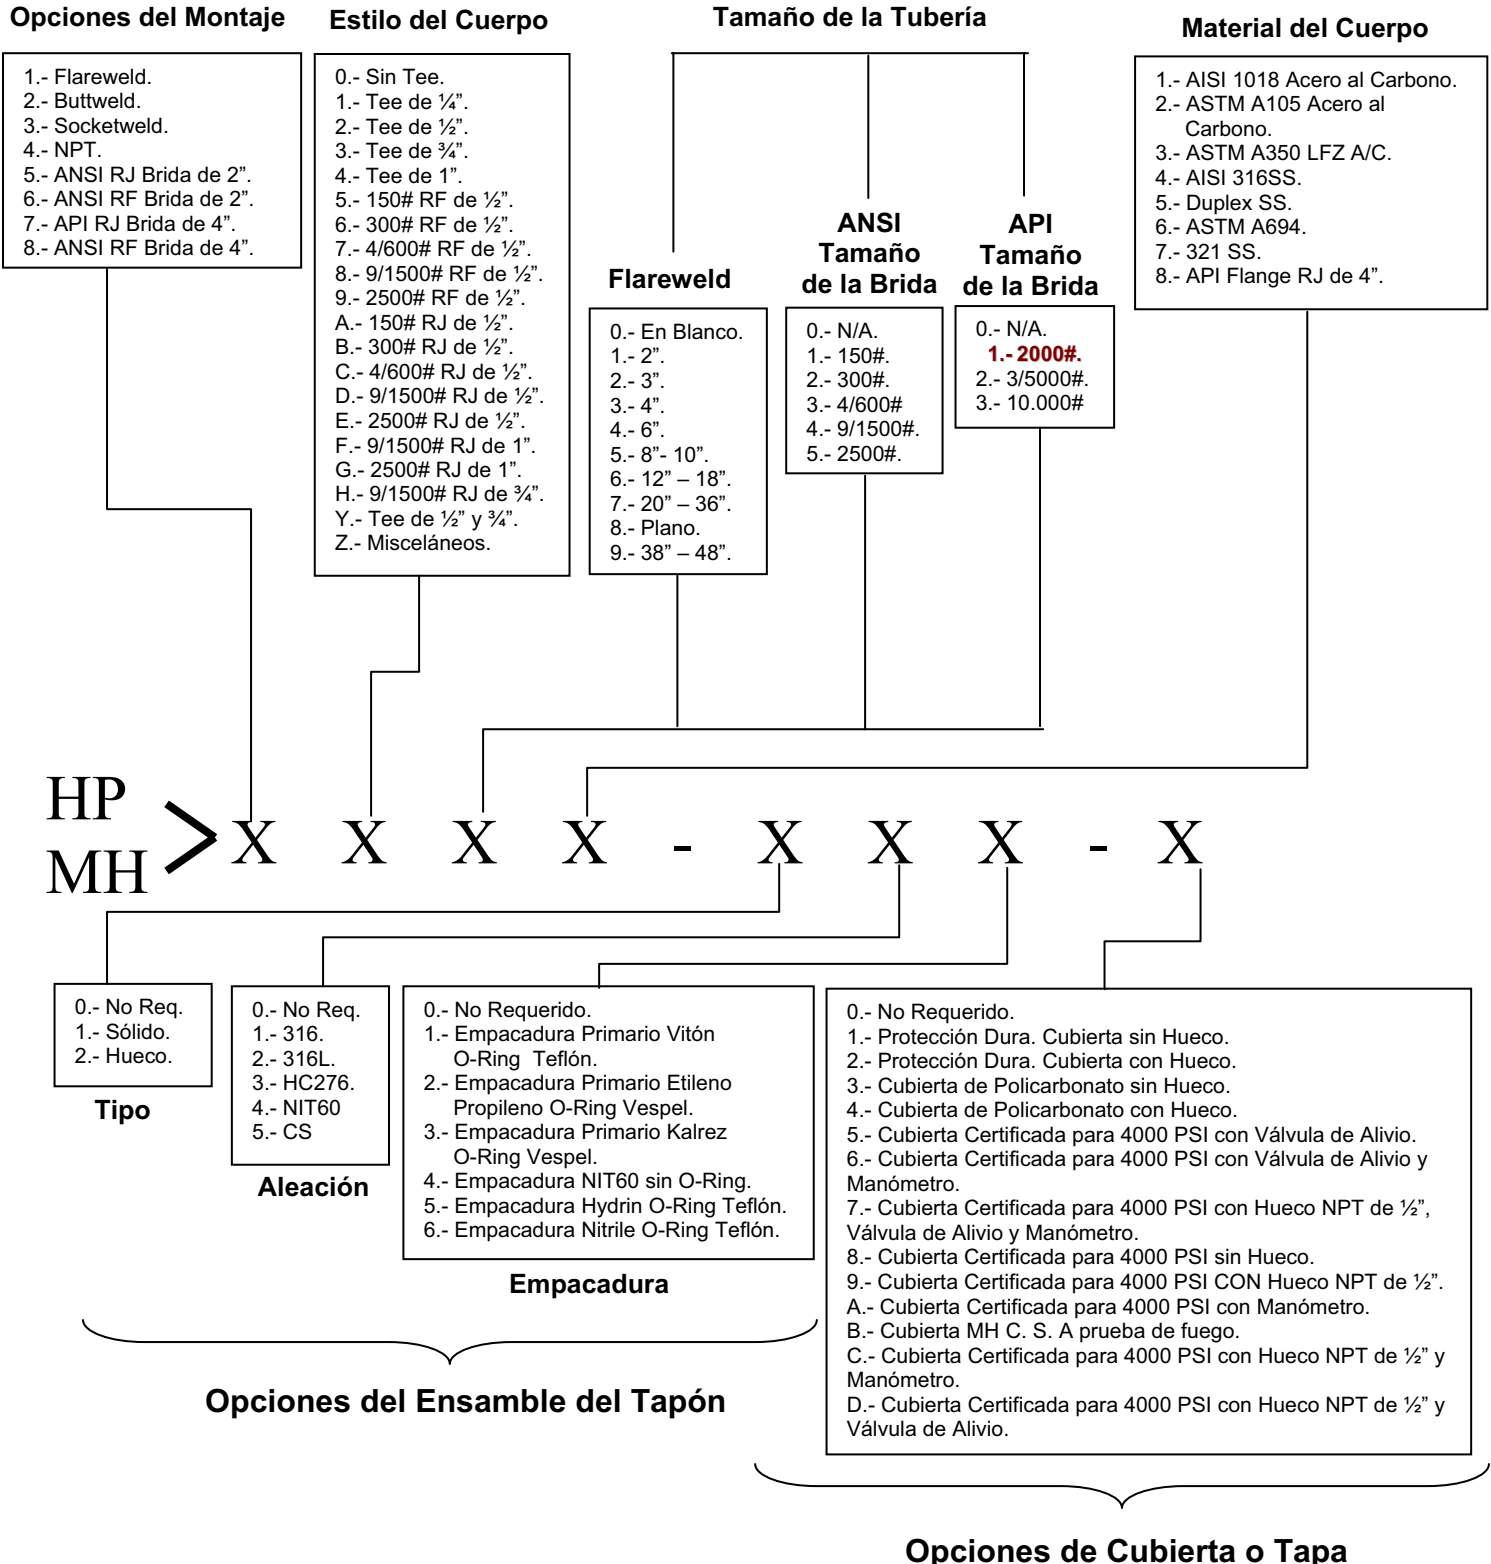 Opciones del Montaje
1.- Flareweld.
2.- Buttweld.
3.- Socketweld.
4.- NPT.
5.- ANSI RJ Brida de 2”.
6.- ANSI RF Brida de 2”.
7.- API RJ Brida de 4”.
8.- ANSI RF Brida de 4”.
Estilo del Cuerpo
0.- Sin Tee.
1.- Tee de ¼”.
2.- Tee de ½”.
3.- Tee de ¾”.
4.- Tee de 1”.
5.- 150# RF de ½”.
6.- 300# RF de ½”.
7.- 4/600# RF de ½”.
8.- 9/1500# RF de ½”.
9.- 2500# RF de ½”.
A.- 150# RJ de ½”.
B.- 300# RJ de ½”.
C.- 4/600# RJ de ½”.
D.- 9/1500# RJ de ½”.
E.- 2500# RJ de ½”.
F.- 9/1500# RJ de 1”.
G.- 2500# RJ de 1”.
H.- 9/1500# RJ de ¾”.
Y.- Tee de ½” y ¾”.
Z.- Misceláneos.
Tamaño de la Tubería
Flareweld
0.- En Blanco.
1.- 2”.
2.- 3”.
3.- 4”.
4.- 6”.
5.- 8”- 10”.
6.- 12” – 18”.
7.- 20” – 36”.
8.- Plano.
9.- 38” – 48”.
ANSI
Tamaño
de la Brida
0.- N/A.
1.- 150#.
2.- 300#.
3.- 4/600#
4.- 9/1500#.
5.- 2500#.
API
Tamaño
de la Brida
0.- N/A.
1.- 2000#.
2.- 3/5000#.
3.- 10.000#
Material del Cuerpo
1.- AISI 1018 Acero al Carbono.
2.- ASTM A105 Acero al
Carbono.
3.- ASTM A350 LFZ A/C.
4.- AISI 316SS.
5.- Duplex SS.
6.- ASTM A694.
7.- 321 SS.
8.- API Flange RJ de 4”.
HP
MH
X X X X - X X X - X
0.- No Req.
1.- Sólido.
2.- Hueco.
Tipo
0.- No Req.
1.- 316.
2.- 316L.
3.- HC276.
4.- NIT60
5.- CS
Aleación
0.- No Requerido.
1.- Empacadura Primario Vitón
O-Ring Teflón.
2.- Empacadura Primario Etileno
Propileno O-Ring Vespel.
3.- Empacadura Primario Kalrez
O-Ring Vespel.
4.- Empacadura NIT60 sin O-Ring.
5.- Empacadura Hydrin O-Ring Teflón.
6.- Empacadura Nitrile O-Ring Teflón.
Empacadura
Opciones del Ensamble del Tapón
0.- No Requerido.
1.- Protección Dura. Cubierta sin Hueco.
2.- Protección Dura. Cubierta con Hueco.
3.- Cubierta de Policarbonato sin Hueco.
4.- Cubierta de Policarbonato con Hueco.
5.- Cubierta Certificada para 4000 PSI con Válvula de Alivio.
6.- Cubierta Certificada para 4000 PSI con Válvula de Alivio y
Manómetro.
7.- Cubierta Certificada para 4000 PSI con Hueco NPT de ½”,
Válvula de Alivio y Manómetro.
8.- Cubierta Certificada para 4000 PSI sin Hueco.
9.- Cubierta Certificada para 4000 PSI CON Hueco NPT de ½”.
A.- Cubierta Certificada para 4000 PSI con Manómetro.
B.- Cubierta MH C. S. A prueba de fuego.
C.- Cubierta Certificada para 4000 PSI con Hueco NPT de ½” y
Manómetro.
D.- Cubierta Certificada para 4000 PSI con Hueco NPT de ½” y
Válvula de Alivio.
Opciones de Cubierta o Tapa